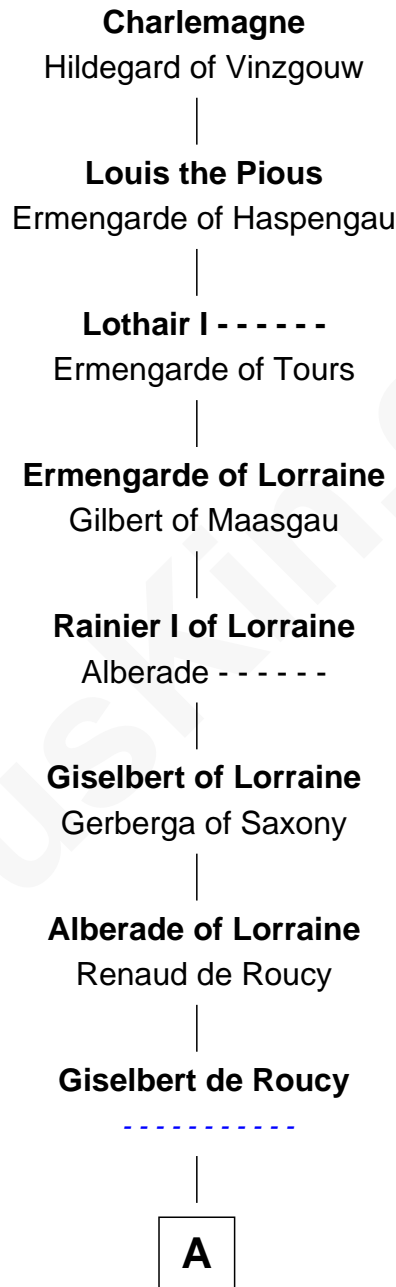 Charlemagne
Hildegard of Vinzgouw
Louis the Pious
Ermengarde of Haspengau
Lothair I - - - - - -
Ermengarde of Tours
Ermengarde of Lorraine
Gilbert of Maasgau
Rainier I of Lorraine
Alberade - - - - - -
Giselbert of Lorraine
Gerberga of Saxony
Alberade of Lorraine
Renaud de Roucy
Giselbert de Roucy
- - - - - - - - - - -
A